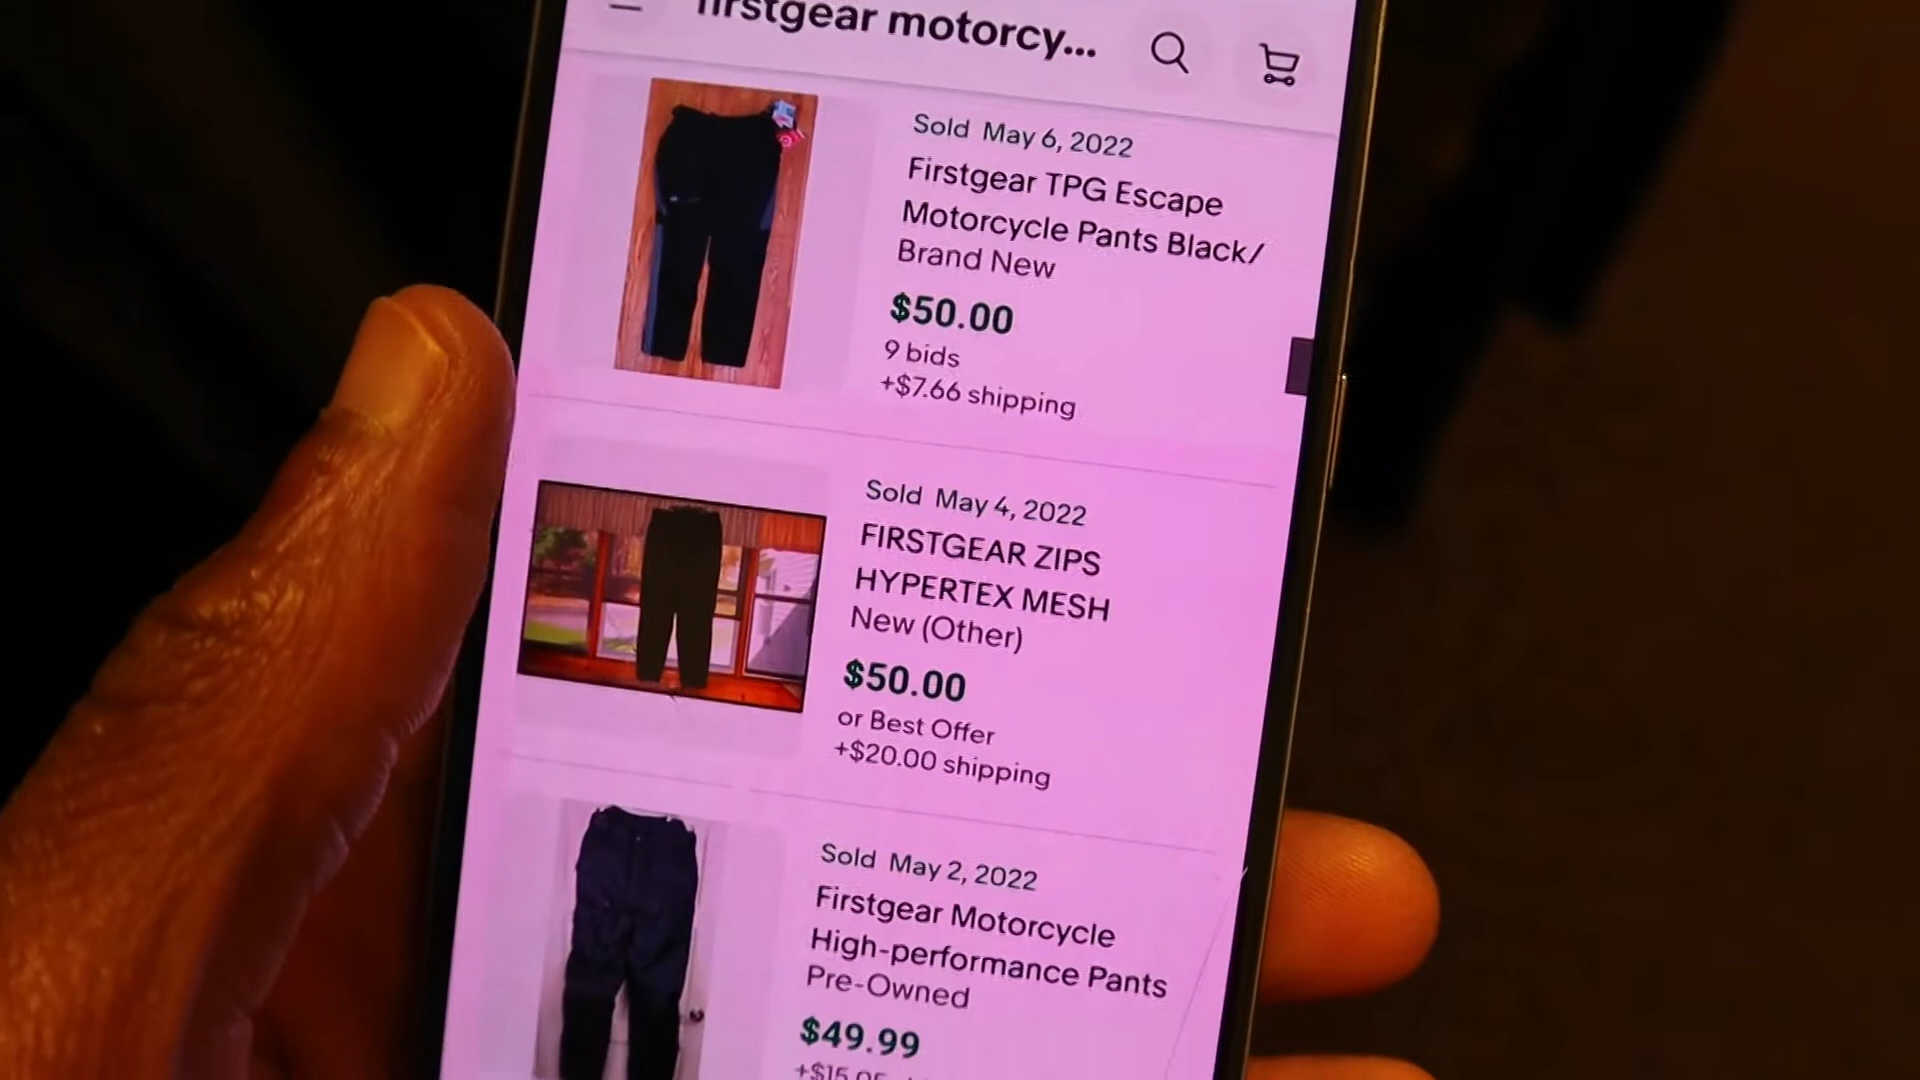 firstgear motorcy...
Sold May 6, 2022
Firstgear TPG Escape
Motorcycle Pants Black/
Brand New
$50.00
9 bids
+$7.66 shipping
Sold May 4, 2022
FIRSTGEAR ZIPS
HYPERTEX MESH
New (Other)
$50.00
or Best Offer
+$20.00 shipping
Sold May 2, 2022
Firstgear Motorcycle
High-performance Pants
Pre-Owned
$49.99